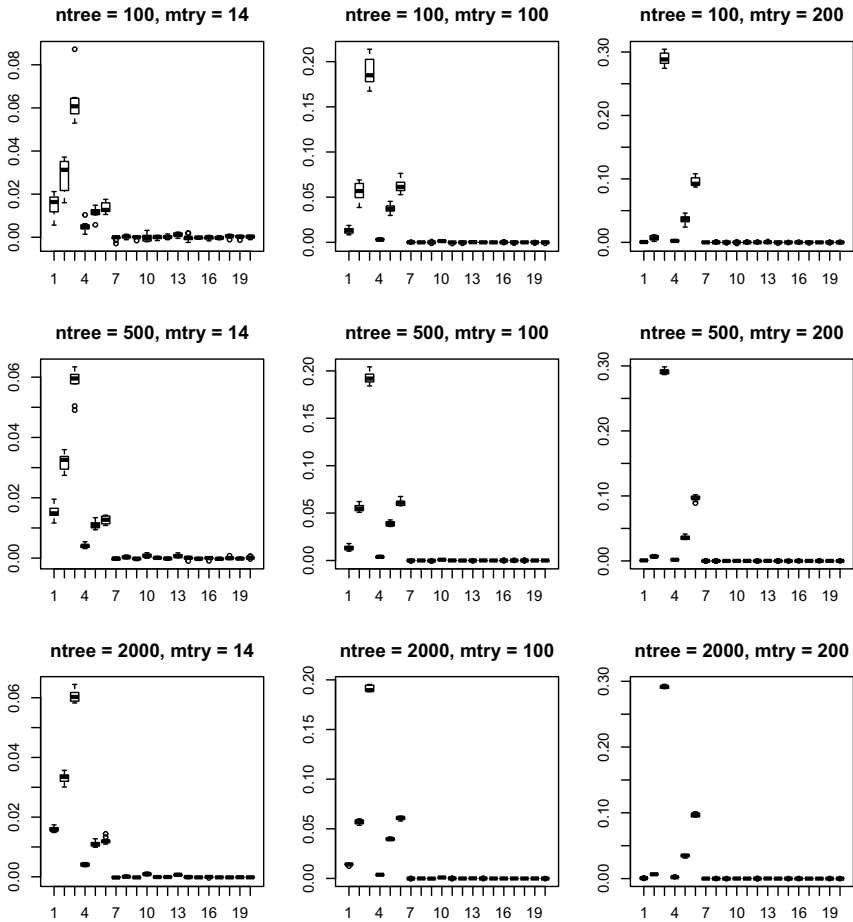 ntree = 100, mtry = 14
0.00 0.02 0.04 0.06 0.08
1 4 7 10 13 16 19
ntree = 100, mtry = 100
0.00 0.05 0.10 0.15 0.20
1 4 7 10 13 16 19
ntree = 100, mtry = 200
0.00 0.10 0.20 0.30
1 4 7 10 13 16 19
ntree = 500, mtry = 14
0.00 0.02 0.04 0.06
1 4 7 10 13 16 19
ntree = 500, mtry = 100
0.00 0.05 0.10 0.15 0.20
1 4 7 10 13 16 19
ntree = 500, mtry = 200
0.00 0.10 0.20 0.30
1 4 7 10 13 16 19
ntree = 2000, mtry = 14
0.00 0.02 0.04 0.06
1 4 7 10 13 16 19
ntree = 2000, mtry = 100
0.00 0.05 0.10 0.15 0.20
1 4 7 10 13 16 19
ntree = 2000, mtry = 200
0.00 0.10 0.20 0.30
1 4 7 10 13 16 19